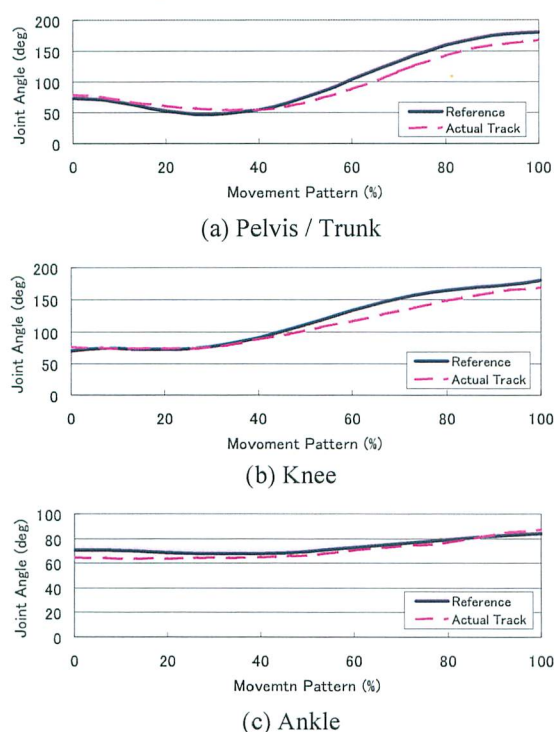 200
150
100
50
0
Joint Angle (deg)
Reference
Actual Track
0 20 40 60 80 100
Movement Pattern (%)
(a) Pelvis / Trunk
200
150
100
50
0
Joint Angle (deg)
Reference
Actual Track
0 20 40 60 80 100
Movoment Pattern (%)
(b) Knee
100
80
60
40
20
0
Joint Angle (deg)
Reference
Actual Track
0 20 40 60 80 100
Movemtn Pattern (%)
(c) Ankle